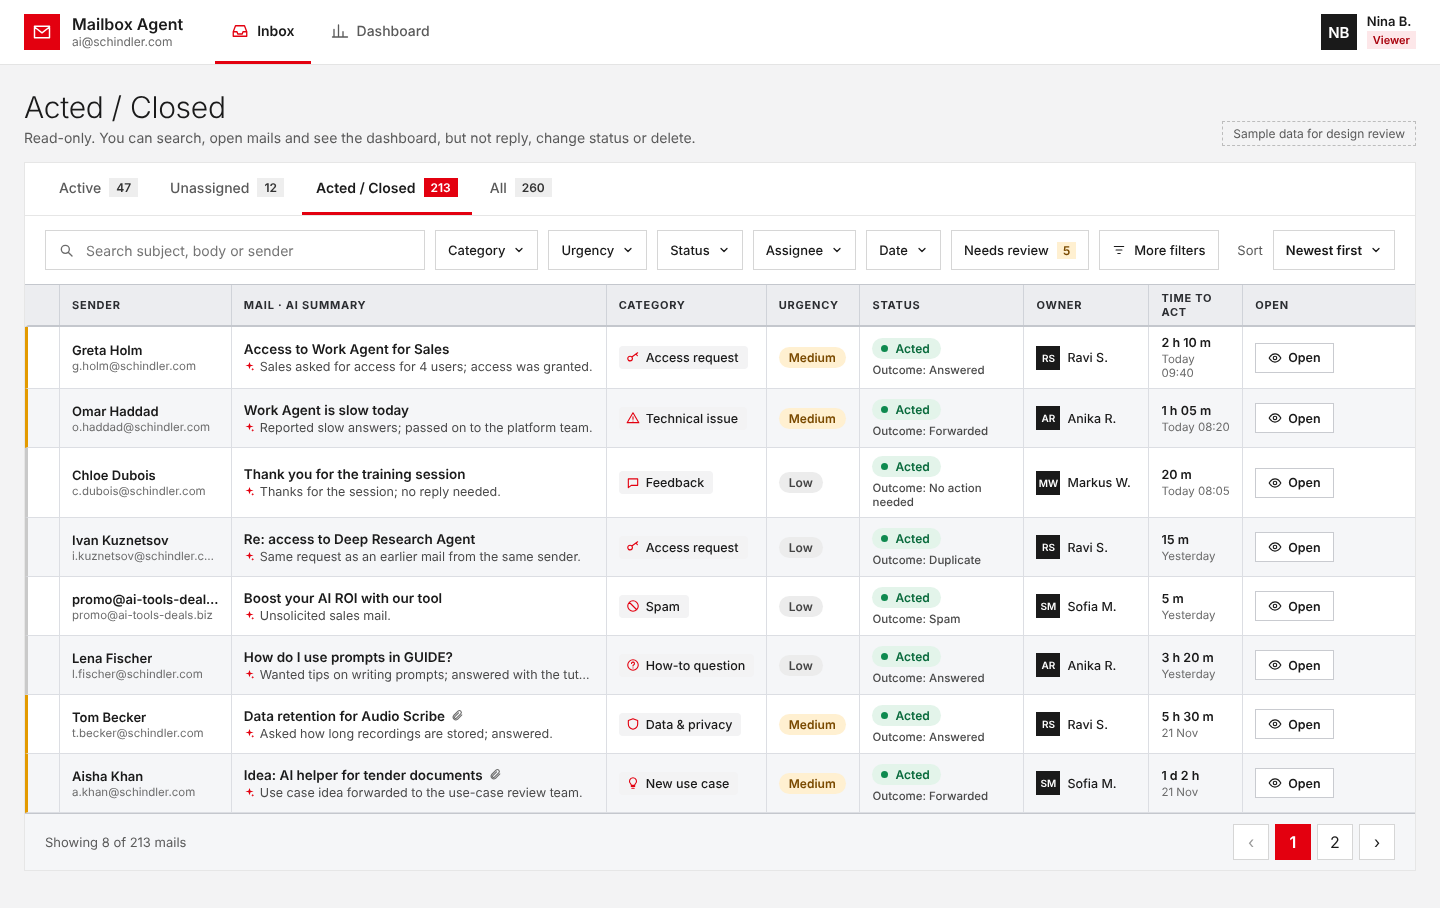 Mailbox Agent
ai@schindler.com
Inbox
Dashboard
NB
Nina B.
Viewer
Acted / Closed
Read-only. You can search, open mails and see the dashboard, but not reply, change status or delete.
Sample data for design review
Active 47
Unassigned 12
Acted / Closed 213
All 260
Search subject, body or sender
Category
Urgency
Status
Assignee
Date
Needs review 5
More filters
Sort
Newest first
SENDER
MAIL · AI SUMMARY
CATEGORY
URGENCY
STATUS
OWNER
TIME TO
ACT
OPEN
Greta Holm
g.holm@schindler.com
Access to Work Agent for Sales
Sales asked for access for 4 users; access was granted.
Access request
Medium
Acted
Outcome: Answered
RS Ravi S.
2 h 10 m
Today
09:40
Open
Omar Haddad
o.haddad@schindler.com
Work Agent is slow today
Reported slow answers; passed on to the platform team.
Technical issue
Medium
Acted
Outcome: Forwarded
AR Anika R.
1 h 05 m
Today 08:20
Open
Chloe Dubois
c.dubois@schindler.com
Thank you for the training session
Thanks for the session; no reply needed.
Feedback
Low
Acted
Outcome: No action
needed
MW Markus W.
20 m
Today 08:05
Open
Ivan Kuznetsov
i.kuznetsov@schindler.c...
Re: access to Deep Research Agent
Same request as an earlier mail from the same sender.
Access request
Low
Acted
Outcome: Duplicate
RS Ravi S.
15 m
Yesterday
Open
promo@ai-tools-deal...
promo@ai-tools-deals.biz
Boost your AI ROI with our tool
Unsolicited sales mail.
Spam
Low
Acted
Outcome: Spam
SM Sofia M.
5 m
Yesterday
Open
Lena Fischer
l.fischer@schindler.com
How do I use prompts in GUIDE?
Wanted tips on writing prompts; answered with the tut...
How-to question
Low
Acted
Outcome: Answered
AR Anika R.
3 h 20 m
Yesterday
Open
Tom Becker
t.becker@schindler.com
Data retention for Audio Scribe
Asked how long recordings are stored; answered.
Data & privacy
Medium
Acted
Outcome: Answered
RS Ravi S.
5 h 30 m
21 Nov
Open
Aisha Khan
a.khan@schindler.com
Idea: AI helper for tender documents
Use case idea forwarded to the use-case review team.
New use case
Medium
Acted
Outcome: Forwarded
SM Sofia M.
1 d 2 h
21 Nov
Open
Showing 8 of 213 mails
‹ 1 2 ›